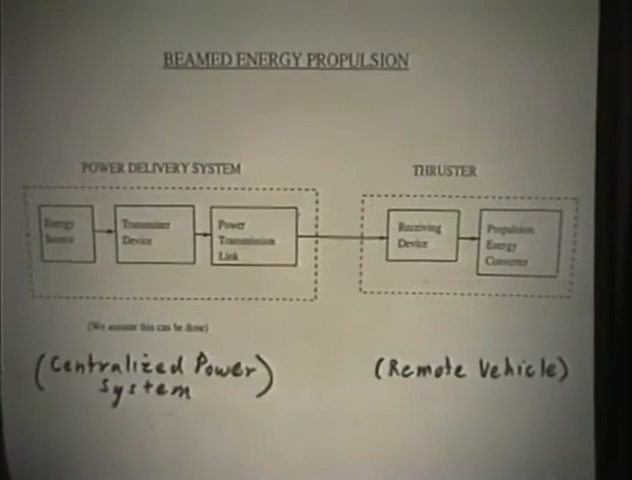 BEAMED ENERGY PROPULSION
POWER DELIVERY SYSTEM
THRUSTER
Energy
Source
Transmitter
Device
Power
Transmission
Link
Receiving
Device
Propulsion
Energy
Converter
(We assume this can be done)
(Centralized Power
System)
(Remote Vehicle)